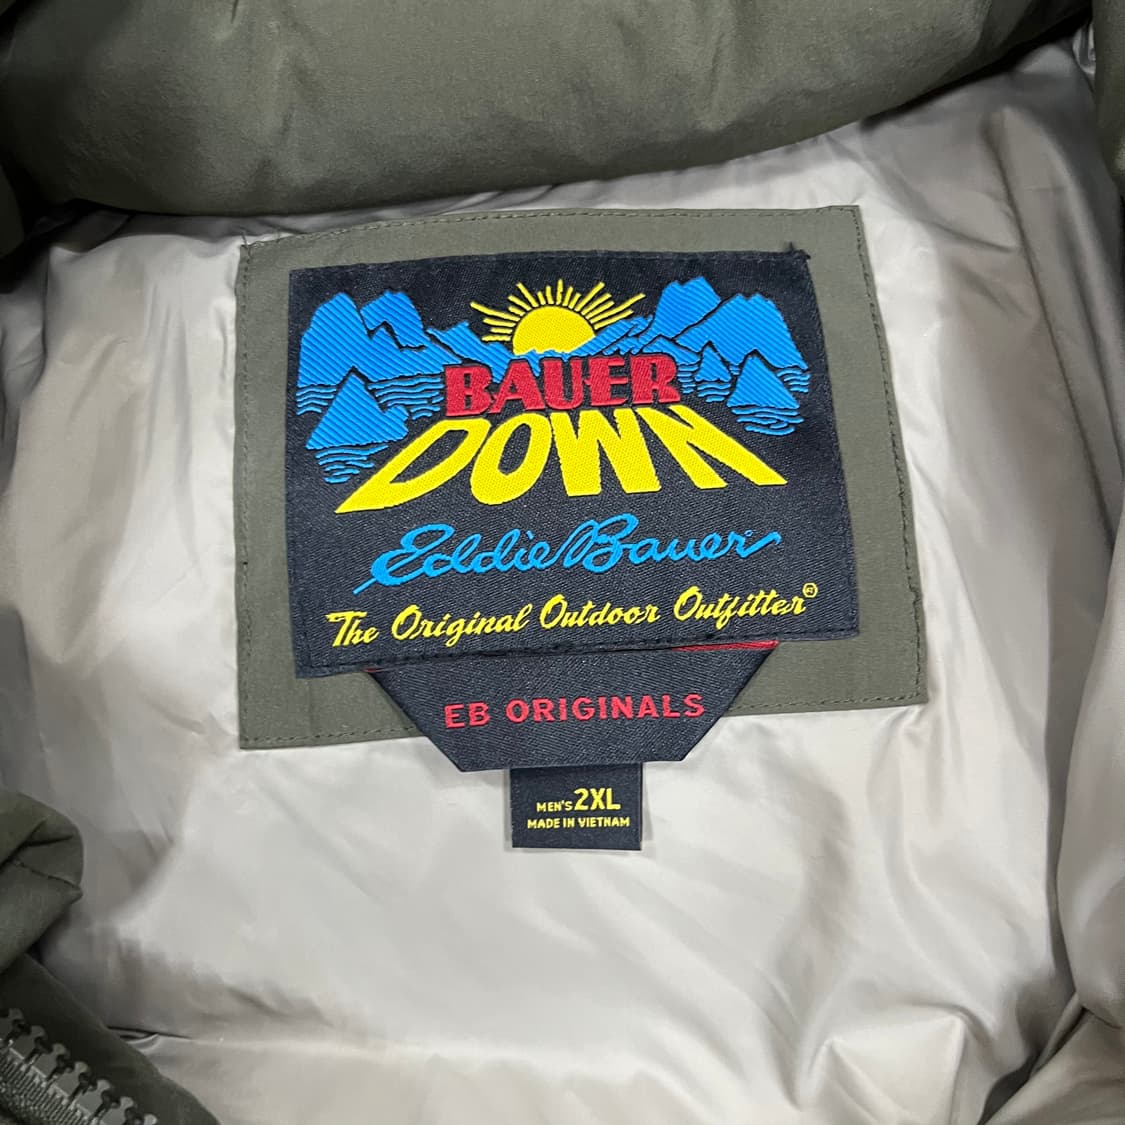 BAUER
DOWN
Eddie Bauer
The Original Outdoor Outfitter®
EB ORIGINALS
MEN'S 2XL
MADE IN VIETNAM